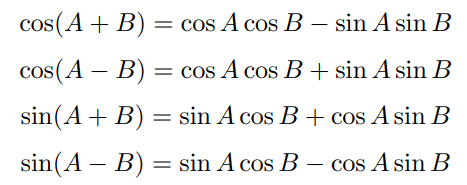 cos(A + B) = cos A cos B − sin A sin B
cos(A − B) = cos A cos B + sin A sin B
sin(A + B) = sin A cos B + cos A sin B
sin(A − B) = sin A cos B − cos A sin B